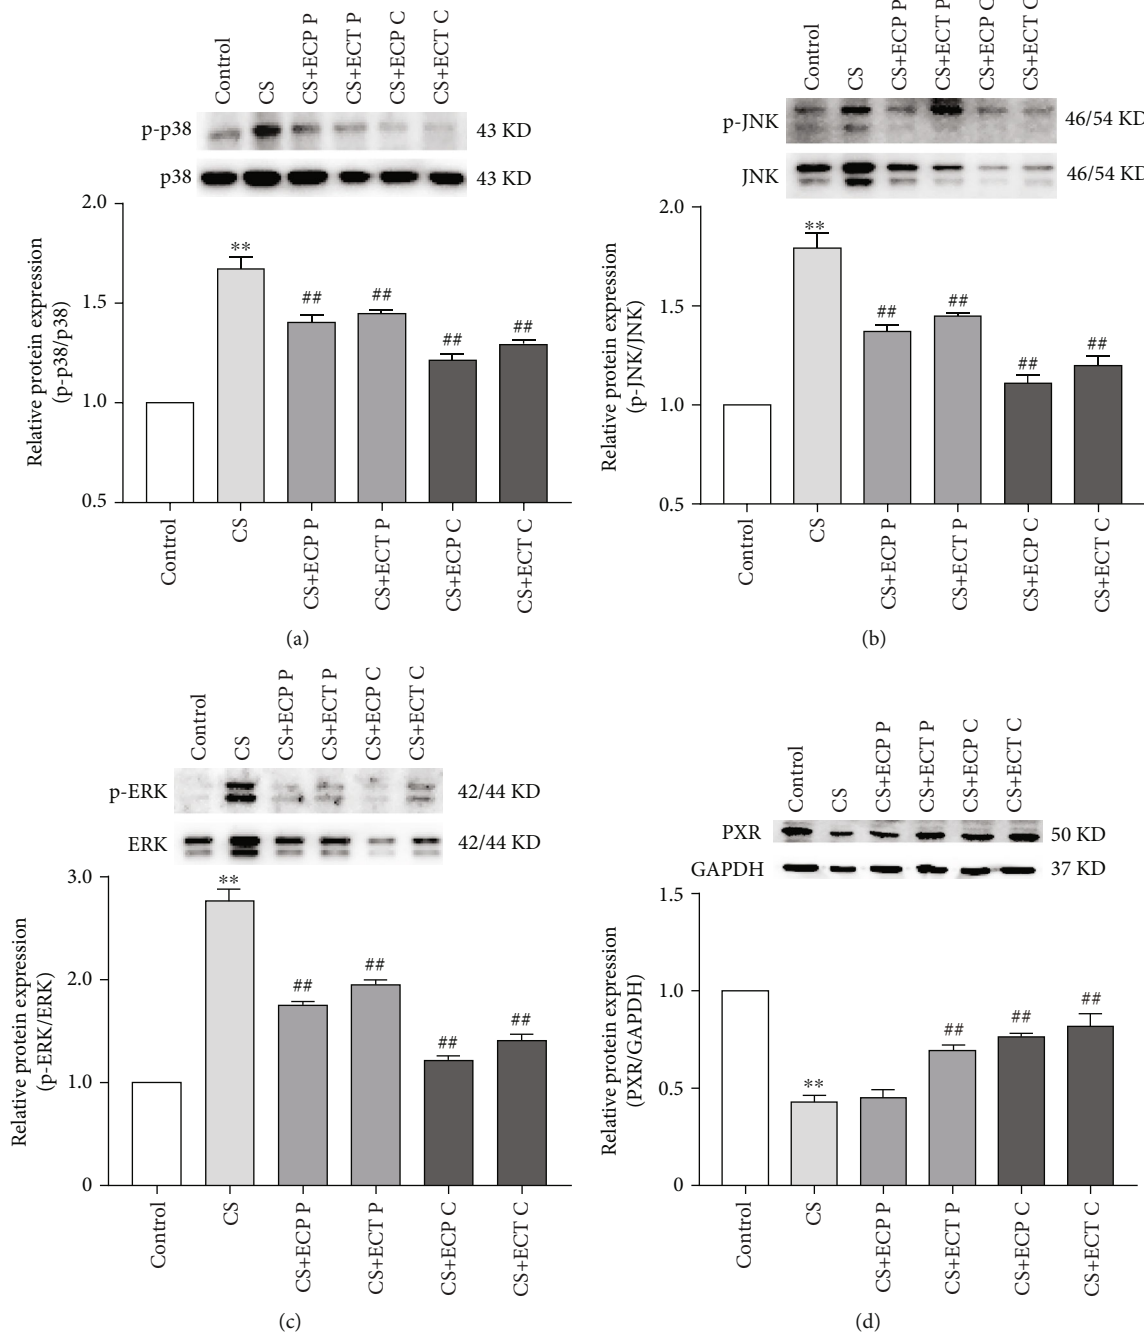 Control
CS
CS+ECP P
CS+ECT P
CS+ECP C
CS+ECT C
p-p38
43 KD
p38
43 KD
Relative protein expression
(p-p38/p38)
2.0
1.5
1.0
0.5
**
##
##
##
##
Control
CS
CS+ECP P
CS+ECT P
CS+ECP C
CS+ECT C
(a)
Control
CS
CS+ECP P
CS+ECT P
CS+ECP C
CS+ECT C
p-JNK
46/54 KD
JNK
46/54 KD
Relative protein expression
(p-JNK/JNK)
2.0
1.5
1.0
0.5
**
##
##
##
##
Control
CS
CS+ECP P
CS+ECT P
CS+ECP C
CS+ECT C
(b)
Control
CS
CS+ECP P
CS+ECT P
CS+ECP C
CS+ECT C
p-ERK
42/44 KD
ERK
42/44 KD
Relative protein expression
(p-ERK/ERK)
3.0
2.0
1.0
0
**
##
##
##
##
Control
CS
CS+ECP P
CS+ECT P
CS+ECP C
CS+ECT C
(c)
Control
CS
CS+ECP P
CS+ECT P
CS+ECP C
CS+ECT C
PXR
50 KD
GAPDH
37 KD
Relative protein expression
(PXR/GAPDH)
1.5
1.0
0.5
0
**
##
##
##
Control
CS
CS+ECP P
CS+ECT P
CS+ECP C
CS+ECT C
(d)